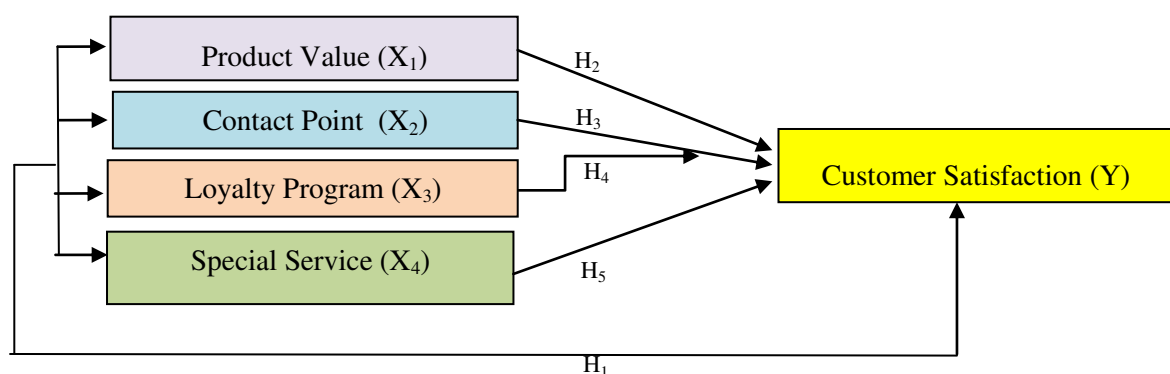 Product Value (X₁)
H₂
Contact Point (X₂)
H₃
Loyalty Program (X₃)
H₄
Customer Satisfaction (Y)
Special Service (X₄)
H₅
H₁